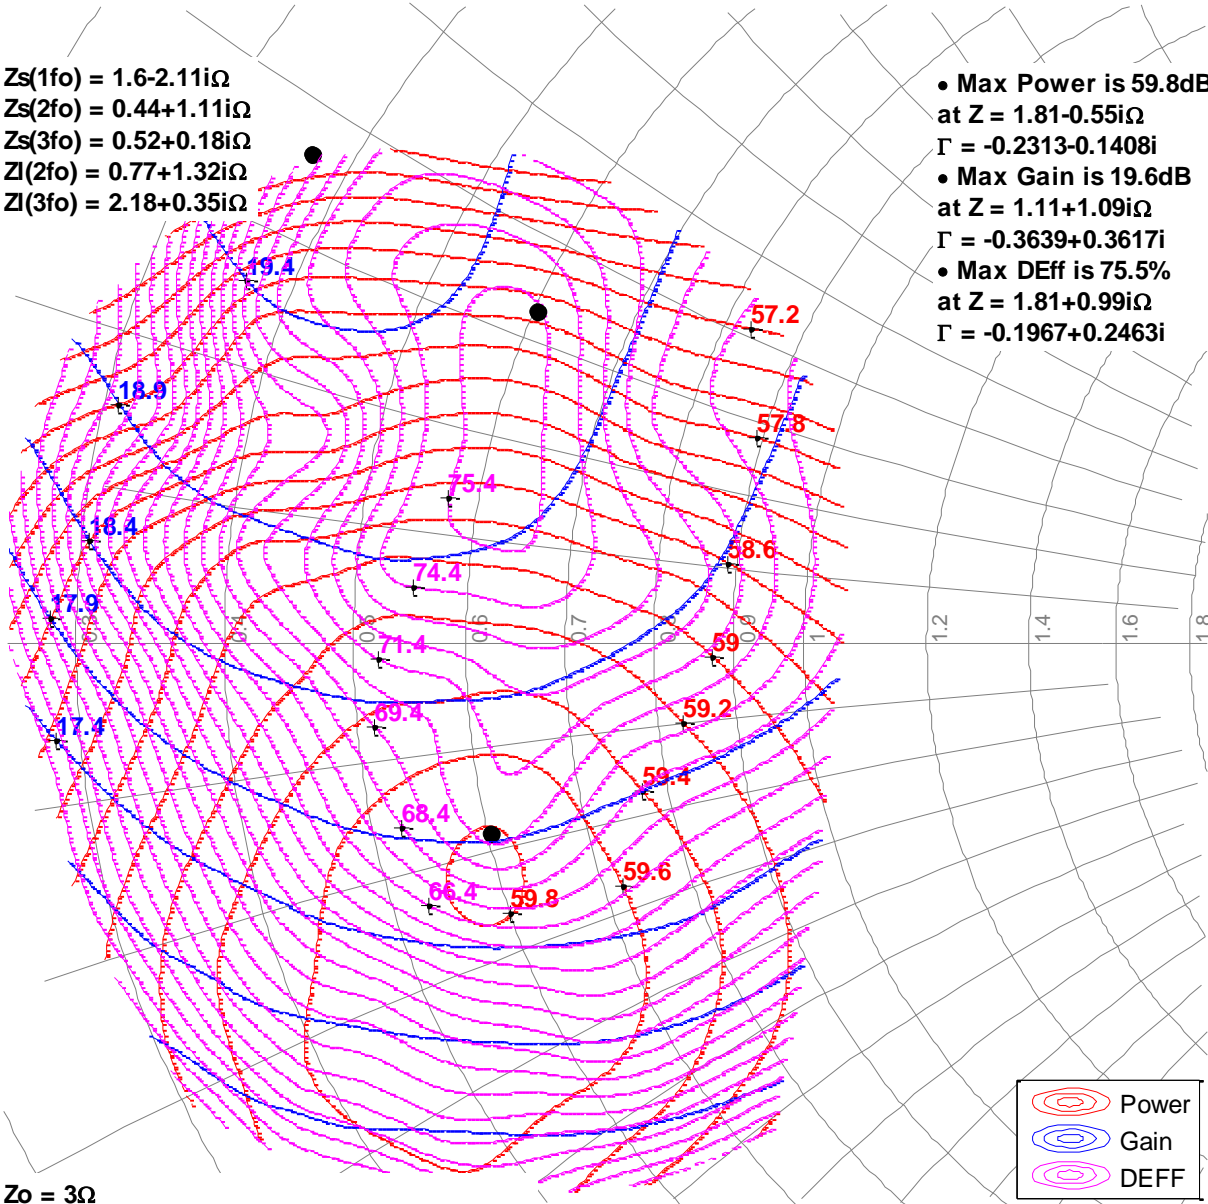 Zs(1fo) = 1.6-2.11iΩ
Zs(2fo) = 0.44+1.11iΩ
Zs(3fo) = 0.52+0.18iΩ
Zl(2fo) = 0.77+1.32iΩ
Zl(3fo) = 2.18+0.35iΩ
• Max Power is 59.8dB
at Z = 1.81-0.55iΩ
Γ = -0.2313-0.1408i
• Max Gain is 19.6dB
at Z = 1.11+1.09iΩ
Γ = -0.3639+0.3617i
• Max DEff is 75.5%
at Z = 1.81+0.99iΩ
Γ = -0.1967+0.2463i
19.4
57.2
18.9
57.8
75.4
18.4
58.6
74.4
17.9
0.3
0.4
0.5
0.6
0.7
0.8
0.9
1
1.2
1.4
1.6
1.8
71.4
59
69.4
59.2
17.4
59.4
68.4
59.6
66.4
59.8
Power
Gain
DEFF
Zo = 3Ω